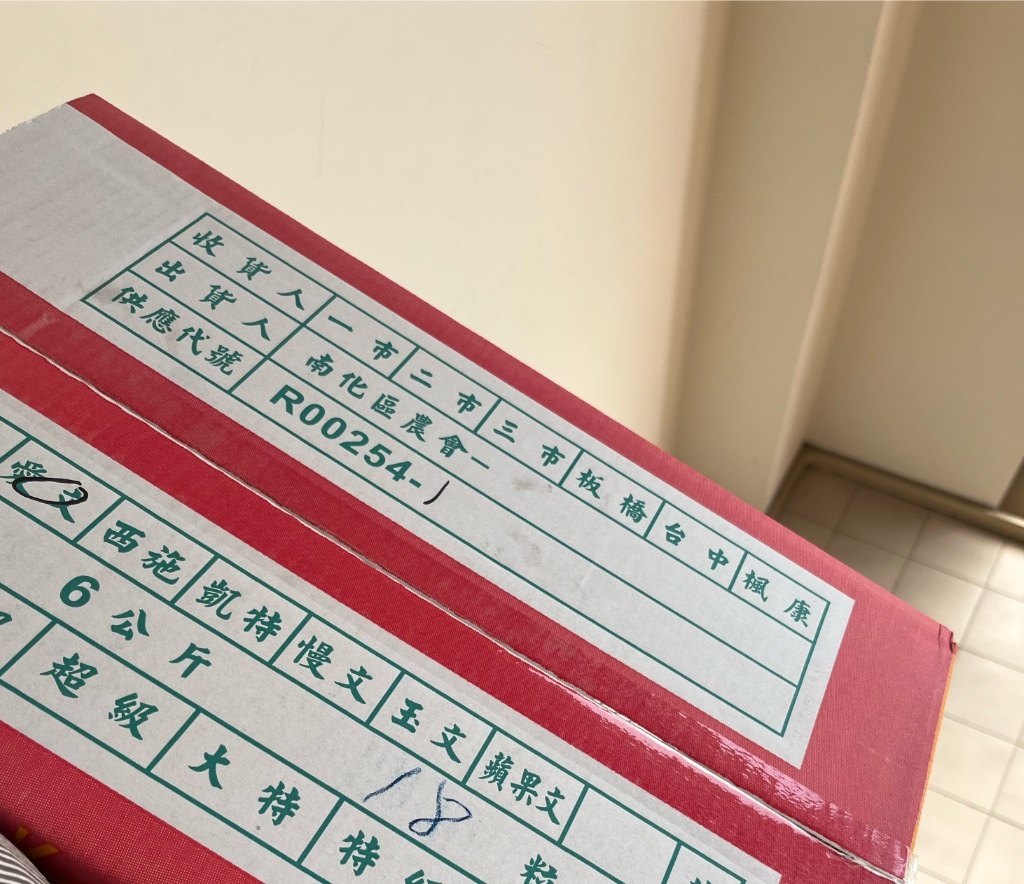 收貨人 一市 二市 三市 板橋 台中 楓康
出貨人 南化區農會一
供應代號 R00254-1
愛文 西施 凱特 慢文 玉文 蘋果文
6公斤 18 粒
超級 大特 特